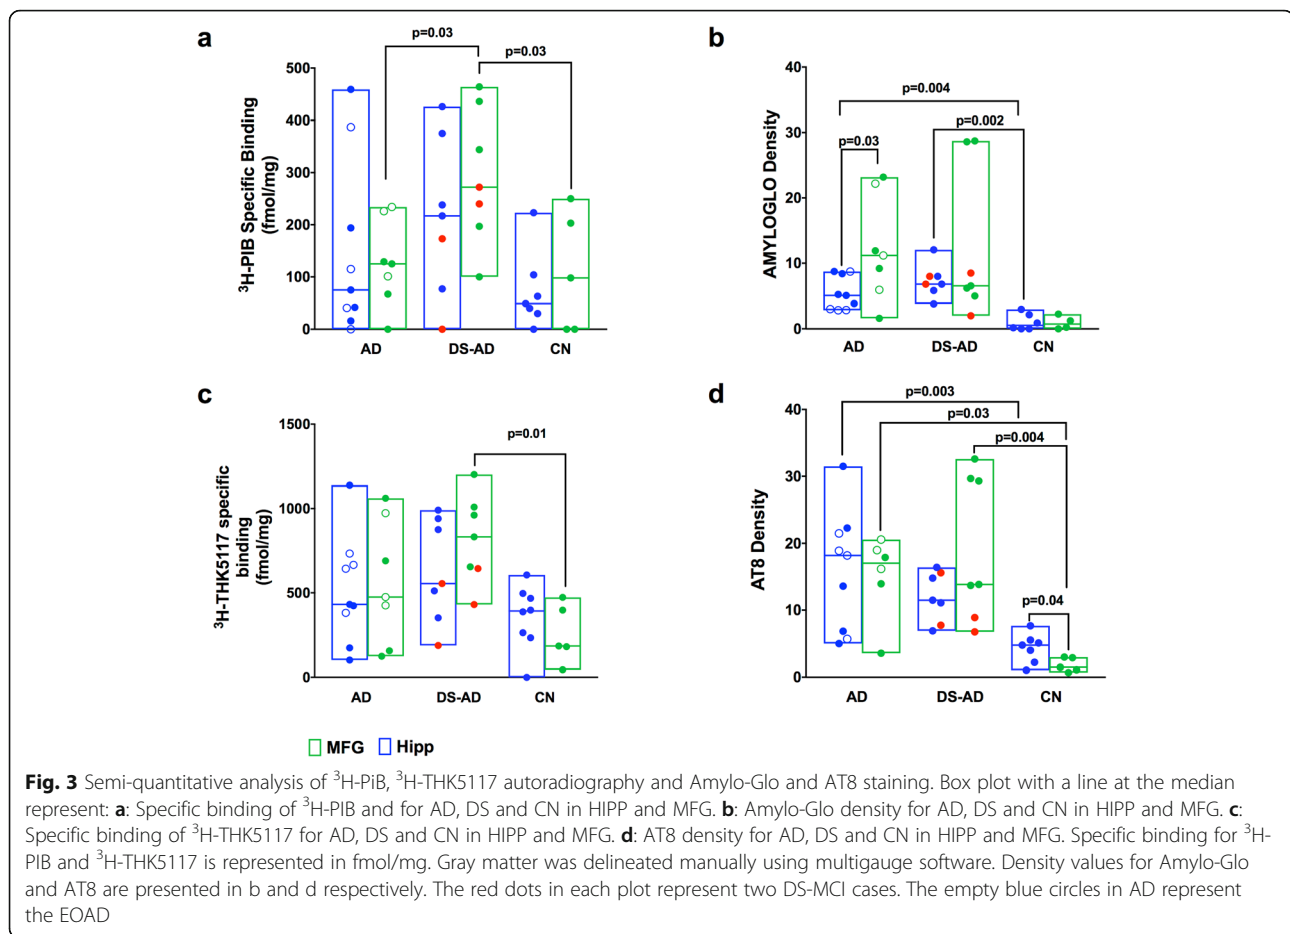 a
p=0.03
p=0.03
³H-PIB Specific Binding
(fmol/mg)
500
400
300
200
100
0
AD
DS-AD
CN
b
p=0.004
p=0.002
p=0.03
AMYLOGLO Density
40
30
20
10
0
AD
DS-AD
CN
c
p=0.01
³H-THK5117 specific
binding
(fmol/mg)
1500
1000
500
0
AD
DS-AD
CN
d
p=0.003
p=0.03
p=0.004
p=0.04
AT8 Density
40
30
20
10
0
AD
DS-AD
CN
MFG Hipp
Fig. 3 Semi-quantitative analysis of ³H-PiB, ³H-THK5117 autoradiography and Amylo-Glo and AT8 staining. Box plot with a line at the median
represent: a: Specific binding of ³H-PIB and for AD, DS and CN in HIPP and MFG. b: Amylo-Glo density for AD, DS and CN in HIPP and MFG. c:
Specific binding of ³H-THK5117 for AD, DS and CN in HIPP and MFG. d: AT8 density for AD, DS and CN in HIPP and MFG. Specific binding for ³H-
PIB and ³H-THK5117 is represented in fmol/mg. Gray matter was delineated manually using multigauge software. Density values for Amylo-Glo
and AT8 are presented in b and d respectively. The red dots in each plot represent two DS-MCI cases. The empty blue circles in AD represent
the EOAD